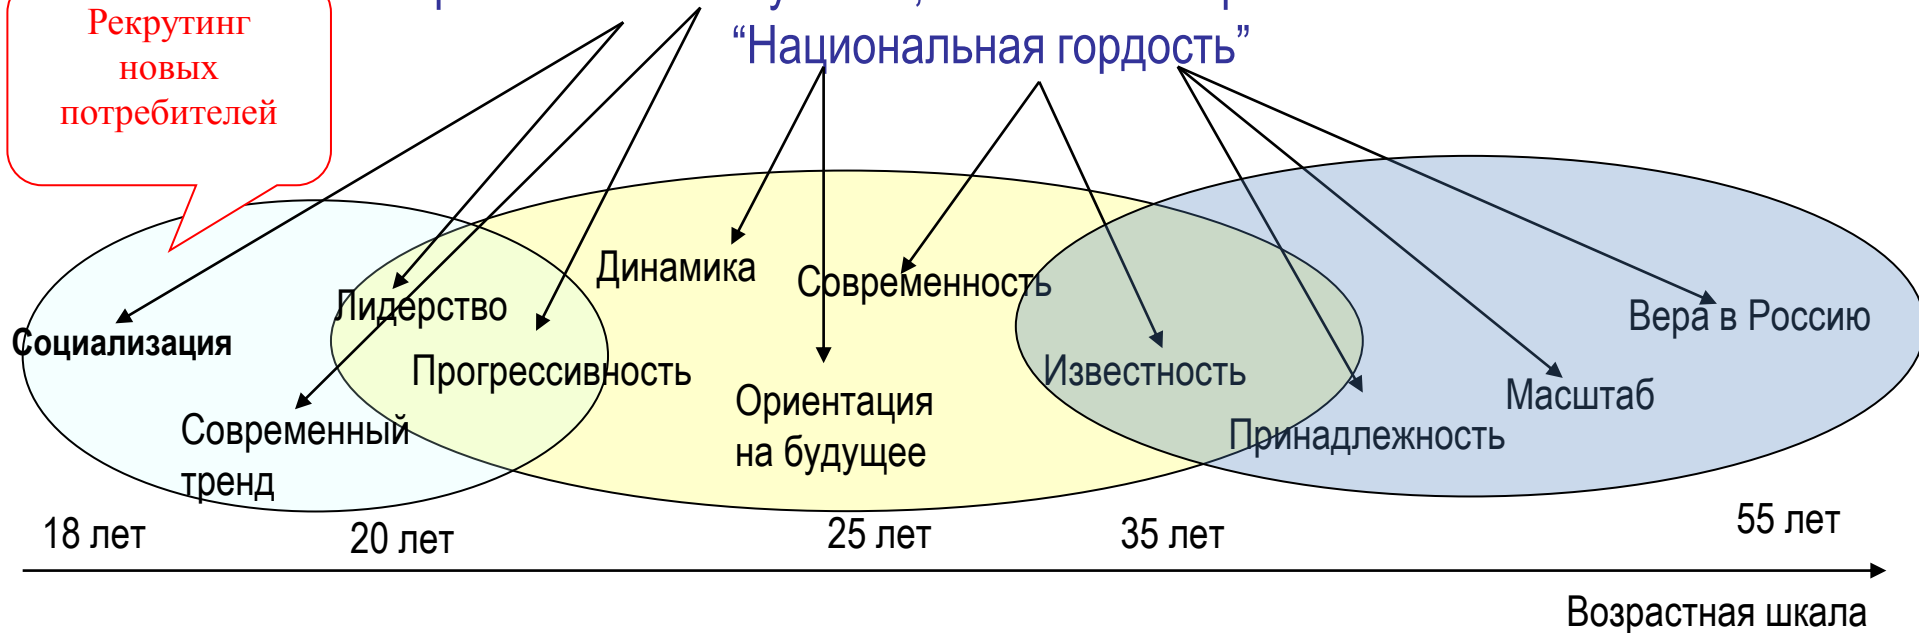 Рекрутинг
новых
потребителей
“Национальная гордость”
Динамика
Современность
Лидерство
Социализация
Вера в Россию
Прогрессивность
Известность
Ориентация
на будущее
Масштаб
Современный
тренд
Принадлежность
18 лет
20 лет
25 лет
35 лет
55 лет
Возрастная шкала